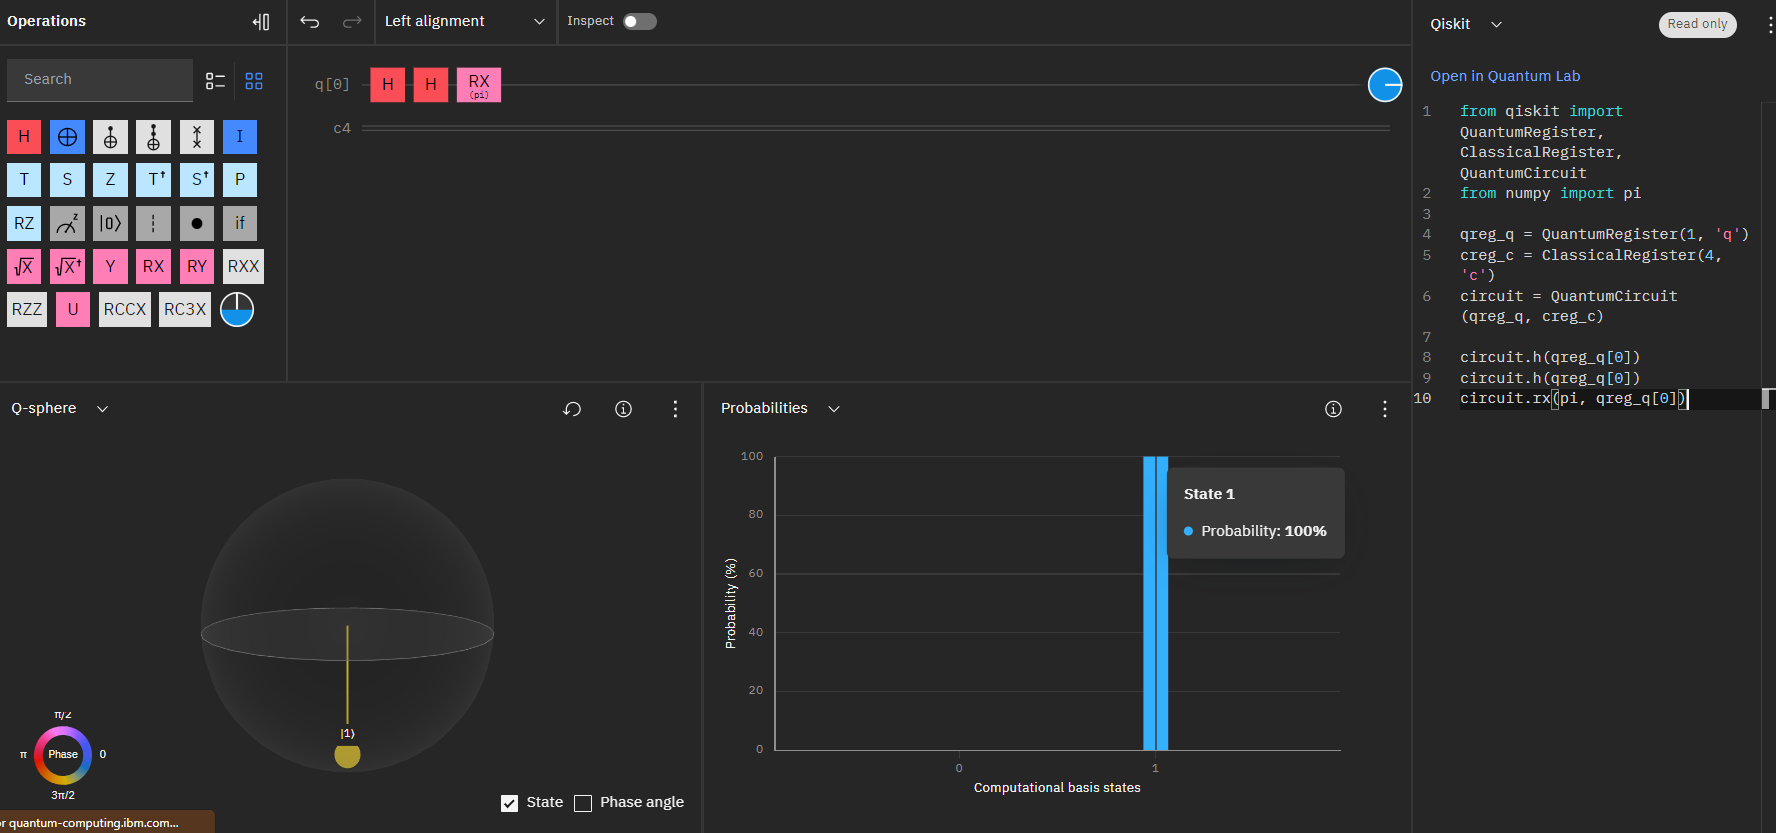 Operations
Left alignment
Inspect
Qiskit
Read only
Search
Open in Quantum Lab
H I
T S Z T† S† P
RZ z |0⟩ if
√X √X† Y RX RY RXX
RZZ U RCCX RC3X
q[0] H H RX
(pi)
c4
1 from qiskit import
QuantumRegister,
ClassicalRegister,
QuantumCircuit
2 from numpy import pi
3
4 qreg_q = QuantumRegister(1, 'q')
5 creg_c = ClassicalRegister(4,
'c')
6 circuit = QuantumCircuit
(qreg_q, creg_c)
7
8 circuit.h(qreg_q[0])
9 circuit.h(qreg_q[0])
10 circuit.rx(pi, qreg_q[0])
Q-sphere
|1⟩
π/2
π Phase 0
3π/2
State Phase angle
or quantum-computing.ibm.com...
Probabilities
100
80
60
40
20
0
Probability (%)
State 1
Probability: 100%
0 1
Computational basis states